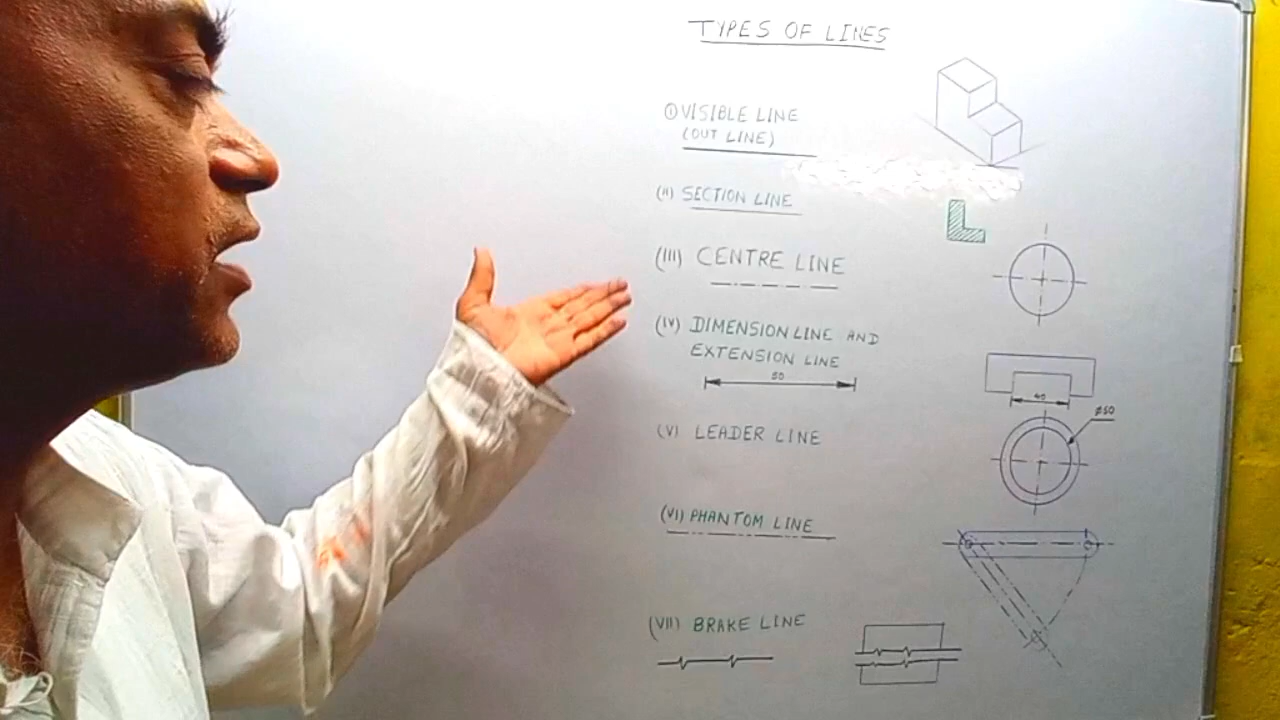 TYPES OF LINES
(I) VISIBLE LINE
(OUT LINE)
(II) SECTION LINE
(III) CENTRE LINE
(IV) DIMENSION LINE AND
EXTENSION LINE
50
40
ø50
(V) LEADER LINE
(VI) PHANTOM LINE
(VII) BRAKE LINE